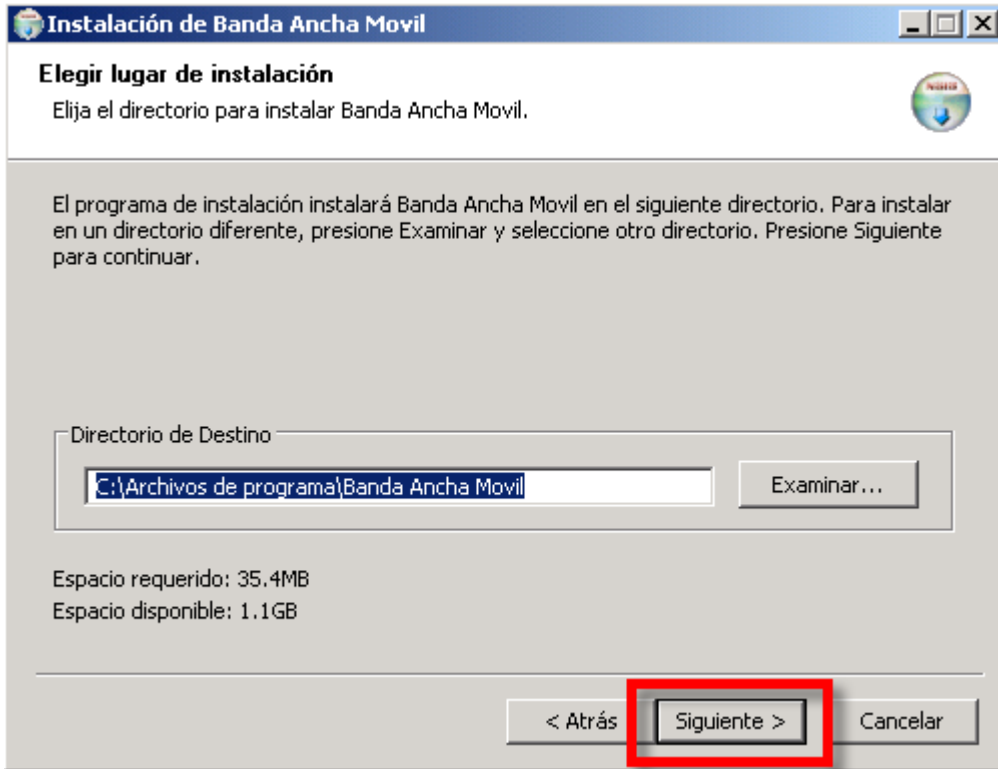 Instalación de Banda Ancha Movil
Elegir lugar de instalación
Elija el directorio para instalar Banda Ancha Movil.
El programa de instalación instalará Banda Ancha Movil en el siguiente directorio. Para instalar
en un directorio diferente, presione Examinar y seleccione otro directorio. Presione Siguiente
para continuar.
Directorio de Destino
C:\Archivos de programa\Banda Ancha Movil
Examinar...
Espacio requerido: 35.4MB
Espacio disponible: 1.1GB
< Atrás
Siguiente >
Cancelar